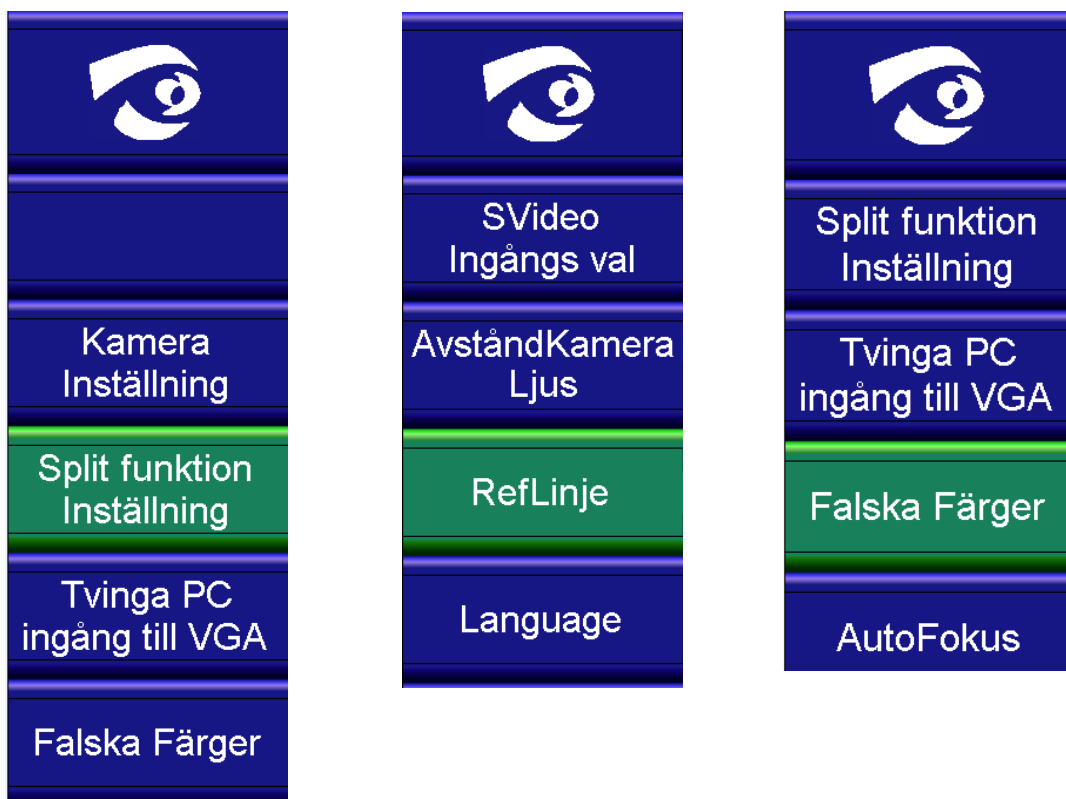 Kamera
Inställning
Split funktion
Inställning
Tvinga PC
ingång till VGA
Falska Färger
SVideo
Ingångs val
AvståndKamera
Ljus
RefLinje
Language
Split funktion
Inställning
Tvinga PC
ingång till VGA
Falska Färger
AutoFokus